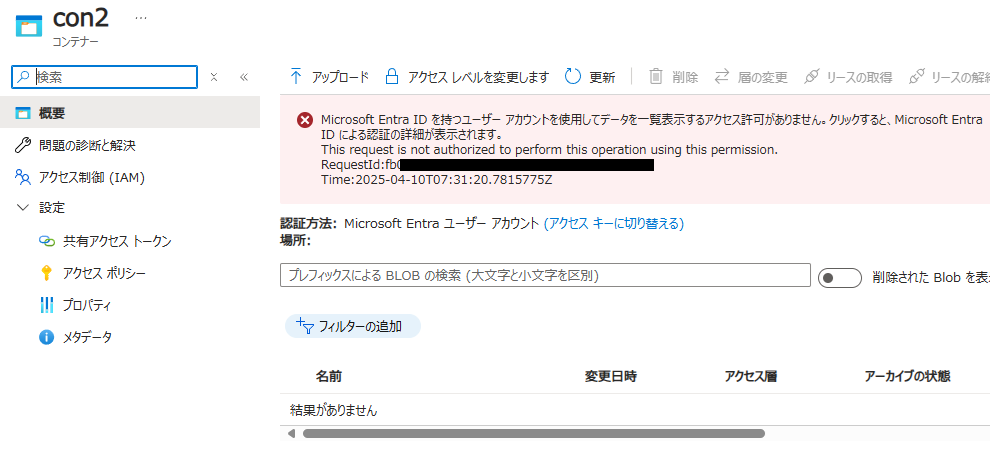 con2
…
コンテナー
検索
«
アップロード
アクセス レベルを変更します
更新
削除
層の変更
リースの取得
リースの解
概要
問題の診断と解決
アクセス制御 (IAM)
設定
共有アクセス トークン
アクセス ポリシー
プロパティ
メタデータ
Microsoft Entra ID を持つユーザー アカウントを使用してデータを一覧表示するアクセス許可がありません。クリックすると、Microsoft Entra
ID による認証の詳細が表示されます。
This request is not authorized to perform this operation using this permission.
RequestId:fb
Time:2025-04-10T07:31:20.7815775Z
認証方法: Microsoft Entra ユーザー アカウント (アクセス キーに切り替える)
場所:
プレフィックスによる BLOB の検索 (大文字と小文字を区別)
削除された Blob を表
フィルターの追加
名前
変更日時
アクセス層
アーカイブの状態
結果がありません